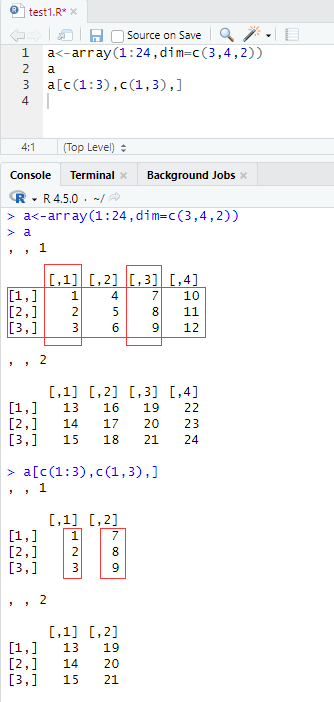 test1.R* ×
Source on Save
1 a<-array(1:24,dim=c(3,4,2))
2 a
3 a[c(1:3),c(1,3),]
4
4:1 (Top Level)
Console Terminal × Background Jobs ×
R R 4.5.0 · ~/
> a<-array(1:24,dim=c(3,4,2))
> a
, , 1
[,1] [,2] [,3] [,4]
[1,] 1 4 7 10
[2,] 2 5 8 11
[3,] 3 6 9 12
, , 2
[,1] [,2] [,3] [,4]
[1,] 13 16 19 22
[2,] 14 17 20 23
[3,] 15 18 21 24
> a[c(1:3),c(1,3),]
, , 1
[,1] [,2]
[1,] 1 7
[2,] 2 8
[3,] 3 9
, , 2
[,1] [,2]
[1,] 13 19
[2,] 14 20
[3,] 15 21